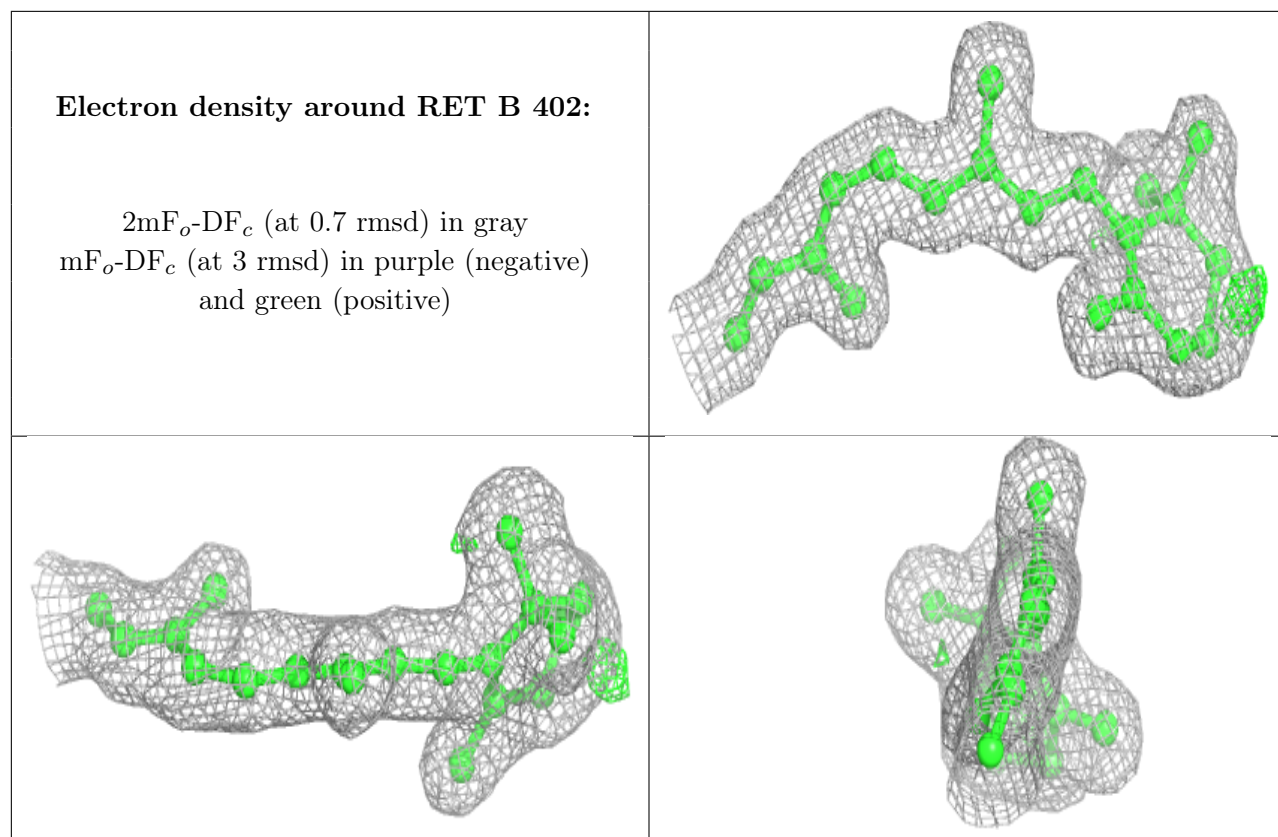 Electron density around RET B 402:
2mFo-DFc (at 0.7 rmsd) in gray
mFo-DFc (at 3 rmsd) in purple (negative)
and green (positive)